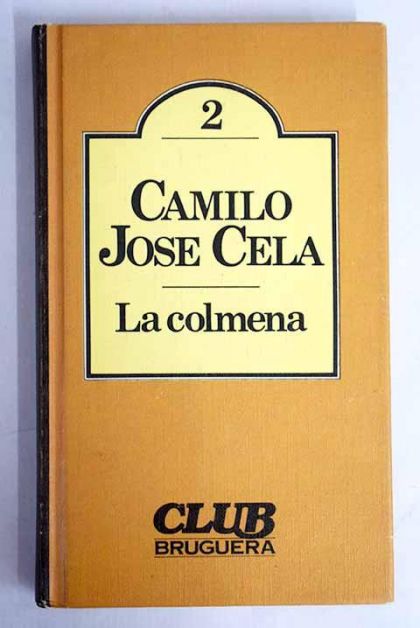 2
CAMILO
JOSE CELA
La colmena
CLUB
BRUGUERA